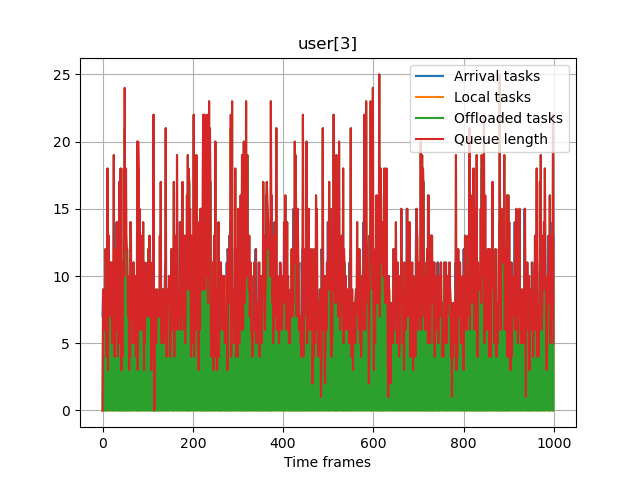 user[3]
25
20
15
10
5
0
Arrival tasks
Local tasks
Offloaded tasks
Queue length
0 200 400 600 800 1000
Time frames